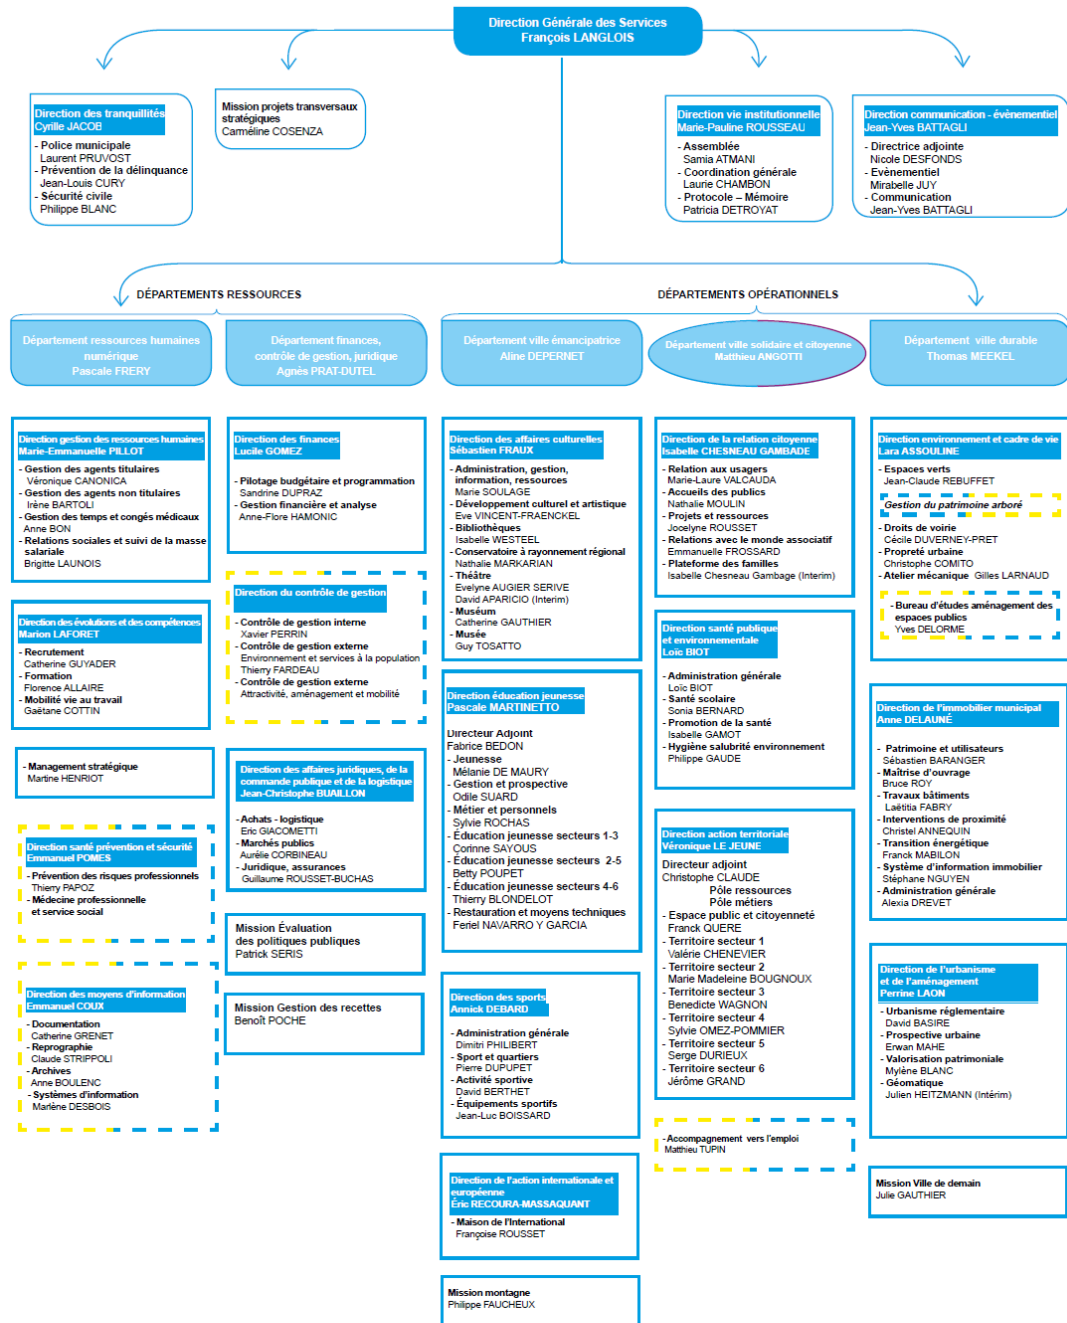 Direction Générale des Services
François LANGLOIS
Direction des tranquillités
Cyrille JACOB
- Police municipale
Laurent PRUVOST
- Prévention de la délinquance
Jean-Louis CURY
- Sécurité civile
Philippe BLANC
Mission projets transversaux
stratégiques
Carméline COSENZA
Direction vie institutionnelle
Marie-Pauline ROUSSEAU
- Assemblée
Samia ATMANI
- Coordination générale
Laurie CHAMBON
- Protocole – Mémoire
Patricia DETROYAT
Direction communication - évènementiel
Jean-Yves BATTAGLI
- Directrice adjointe
Nicole DESFONDS
- Evènementiel
Mirabelle JUY
- Communication
Jean-Yves BATTAGLI
DÉPARTEMENTS RESSOURCES
DÉPARTEMENTS OPÉRATIONNELS
Département ressources humaines
numérique
Pascale FRERY
Département finances,
contrôle de gestion, juridique
Agnès PRAT-DUTEL
Département ville émancipatrice
Aline DEPERNET
Département ville solidaire et citoyenne
Matthieu ANGOTTI
Département ville durable
Thomas MEEKEL
Direction gestion des ressources humaines
Marie-Emmanuelle PILLOT
- Gestion des agents titulaires
Véronique CANONICA
- Gestion des agents non titulaires
Irène BARTOLI
- Gestion des temps et congés médicaux
Anne BON
- Relations sociales et suivi de la masse
salariale
Brigitte LAUNOIS
Direction des évolutions et des compétences
Marion LAFORET
- Recrutement
Catherine GUYADER
- Formation
Florence ALLAIRE
- Mobilité vie au travail
Gaëtane COTTIN
- Management stratégique
Martine HENRIOT
Direction santé prévention et sécurité
Emmanuel POMES
- Prévention des risques professionnels
Thierry PAPOZ
- Médecine professionnelle
et service social
Direction des moyens d'information
Emmanuel COUX
- Documentation
Catherine GRENET
- Reprographie
Claude STRIPPOLI
- Archives
Anne BOULENC
- Systèmes d'information
Marlène DESBOIS
Direction des finances
Lucile GOMEZ
- Pilotage budgétaire et programmation
Sandrine DUPRAZ
- Gestion financière et analyse
Anne-Flore HAMONIC
Direction du contrôle de gestion
- Contrôle de gestion interne
Xavier PERRIN
- Contrôle de gestion externe
Environnement et services à la population
Thierry FARDEAU
- Contrôle de gestion externe
Attractivité, aménagement et mobilité
Direction des affaires juridiques, de la
commande publique et de la logistique
Jean-Christophe BUAILLON
- Achats - logistique
Eric GIACOMETTI
- Marchés publics
Aurélie CORBINEAU
- Juridique, assurances
Guillaume ROUSSET-BUCHAS
Mission Évaluation
des politiques publiques
Patrick SERIS
Mission Gestion des recettes
Benoît POCHE
Direction des affaires culturelles
Sébastien FRAUX
- Administration, gestion,
information, ressources
Marie SOULAGE
- Développement culturel et artistique
Eve VINCENT-FRAENCKEL
- Bibliothèques
Isabelle WESTEEL
- Conservatoire à rayonnement régional
Nathalie MARKARIAN
- Théâtre
Evelyne AUGIER SERIVE
David APARICIO (Interim)
- Muséum
Catherine GAUTHIER
- Musée
Guy TOSATTO
Direction éducation jeunesse
Pascale MARTINETTO
Directeur Adjoint
Fabrice BEDON
- Jeunesse
Mélanie DE MAURY
- Gestion et prospective
Odile SUARD
- Métier et personnels
Sylvie ROCHAS
- Éducation jeunesse secteurs 1-3
Corinne SAYOUS
- Éducation jeunesse secteurs 2-5
Betty POUPET
- Éducation jeunesse secteurs 4-6
Thierry BLONDELOT
- Restauration et moyens techniques
Feriel NAVARRO Y GARCIA
Direction des sports
Annick DEBARD
- Administration générale
Dimitri PHILIBERT
- Sport et quartiers
Pierre DUPUPET
- Activité sportive
David BERTHET
- Équipements sportifs
Jean-Luc BOISSARD
Direction de l'action internationale et
européenne
Éric RECOURA-MASSAQUANT
- Maison de l'International
Françoise ROUSSET
Mission montagne
Philippe FAUCHEUX
Direction de la relation citoyenne
Isabelle CHESNEAU GAMBADE
- Relation aux usagers
Marie-Laure VALCAUDA
- Accueils des publics
Nathalie MOULIN
- Projets et ressources
Jocelyne ROUSSET
- Relations avec le monde associatif
Emmanuelle FROSSARD
- Plateforme des familles
Isabelle Chesneau Gambage (Interim)
Direction santé publique
et environnementale
Loïc BIOT
- Administration générale
Loïc BIOT
- Santé scolaire
Sonia BERNARD
- Promotion de la santé
Isabelle GAMOT
- Hygiène salubrité environnement
Philippe GAUDE
Direction action territoriale
Véronique LE JEUNE
Directeur adjoint
Christophe CLAUDE
Pôle ressources
Pôle métiers
- Espace public et citoyenneté
Franck QUERE
- Territoire secteur 1
Valérie CHENEVIER
- Territoire secteur 2
Marie Madeleine BOUGNOUX
- Territoire secteur 3
Benedicte WAGNON
- Territoire secteur 4
Sylvie OMEZ-POMMIER
- Territoire secteur 5
Serge DURIEUX
- Territoire secteur 6
Jérôme GRAND
- Accompagnement vers l'emploi
Matthieu TUPIN
Direction environnement et cadre de vie
Lara ASSOULINE
- Espaces verts
Jean-Claude REBUFFET
Gestion du patrimoine arboré
- Droits de voirie
Cécile DUVERNEY-PRET
- Propreté urbaine
Christophe COMITO
- Atelier mécanique Gilles LARNAUD
- Bureau d'études aménagement des
espaces publics
Yves DELORME
Direction de l'immobilier municipal
Anne DELAUNÉ
- Patrimoine et utilisateurs
Sébastien BARANGER
- Maîtrise d'ouvrage
Bruce ROY
- Travaux bâtiments
Laëtitia FABRY
- Interventions de proximité
Christel ANNEQUIN
- Transition énergétique
Franck MABILON
- Système d'information immobilier
Stéphane NGUYEN
- Administration générale
Alexia DREVET
Direction de l'urbanisme
et de l'aménagement
Perrine LAON
- Urbanisme réglementaire
David BASIRE
- Prospective urbaine
Erwan MAHE
- Valorisation patrimoniale
Mylène BLANC
- Géomatique
Julien HEITZMANN (Intérim)
Mission Ville de demain
Julie GAUTHIER